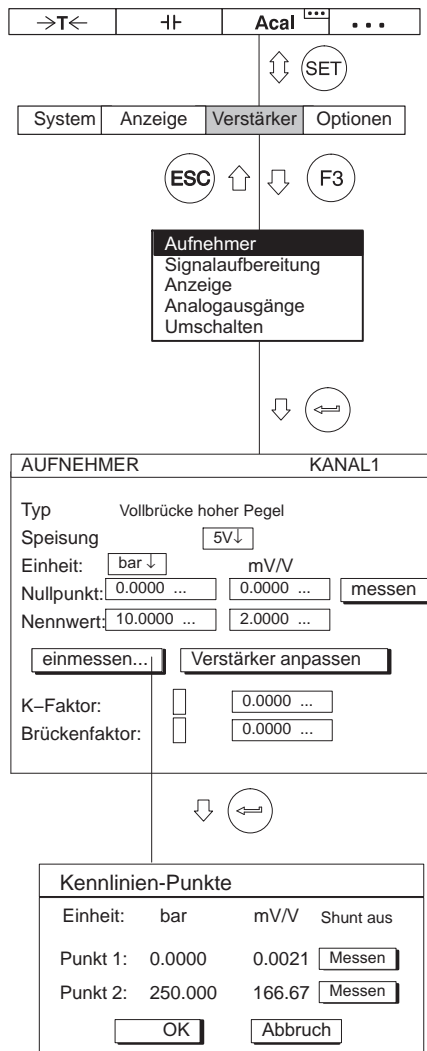 →T← ⊣⊢ Acal ... ...
SET
System Anzeige Verstärker Optionen
ESC F3
Aufnehmer
Signalaufbereitung
Anzeige
Analogausgänge
Umschalten
AUFNEHMER KANAL1
Typ Vollbrücke hoher Pegel
Speisung 5V↓
Einheit: bar ↓ mV/V
Nullpunkt: 0.0000 ... 0.0000 ... messen
Nennwert: 10.0000 ... 2.0000 ...
einmessen... Verstärker anpassen
K–Faktor: 0.0000 ...
Brückenfaktor: 0.0000 ...
Kennlinien-Punkte
Einheit: bar mV/V Shunt aus
Punkt 1: 0.0000 0.0021 Messen
Punkt 2: 250.000 166.67 Messen
OK Abbruch